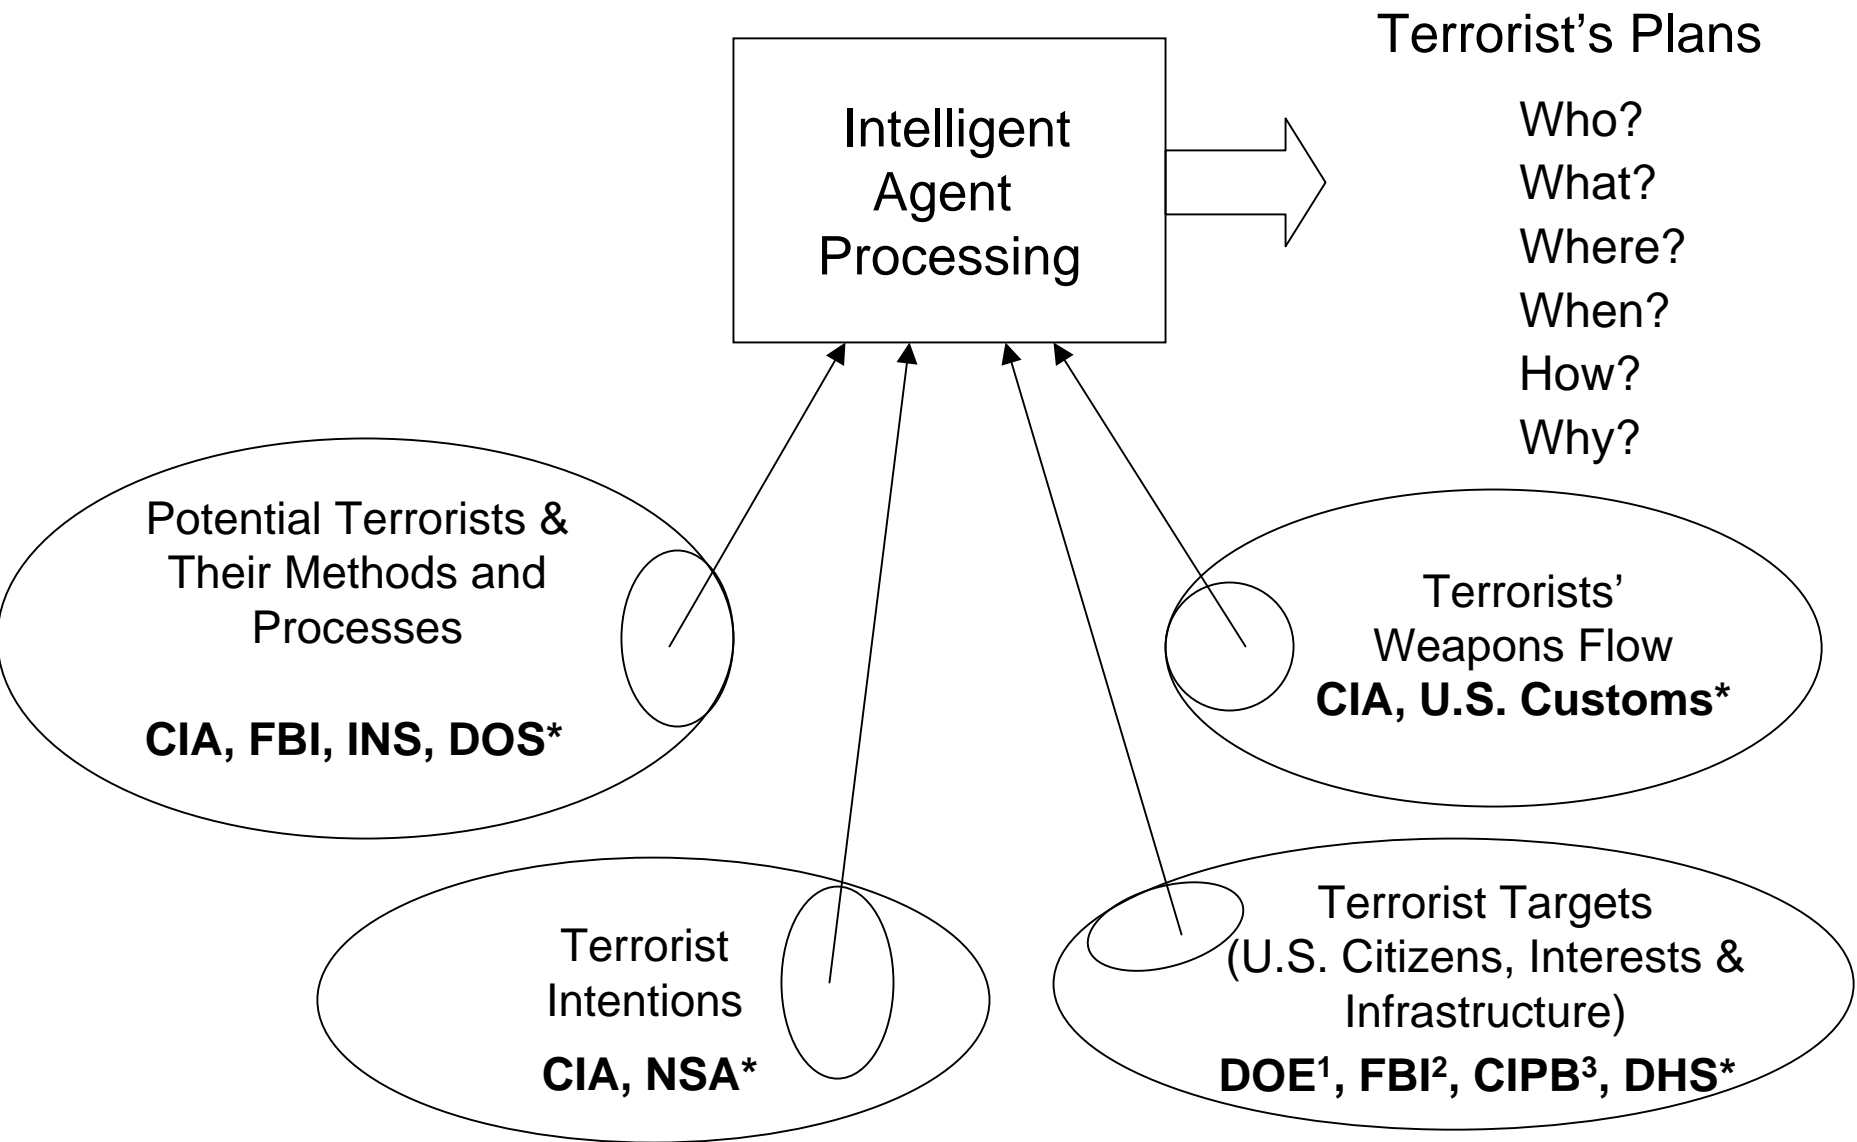 Terrorist’s Plans
Who?
What?
Where?
When?
How?
Why?
Intelligent
Agent
Processing
Potential Terrorists &
Their Methods and
Processes
CIA, FBI, INS, DOS*
Terrorists’
Weapons Flow
CIA, U.S. Customs*
Terrorist
Intentions
CIA, NSA*
Terrorist Targets
(U.S. Citizens, Interests &
Infrastructure)
DOE¹, FBI², CIPB³, DHS*